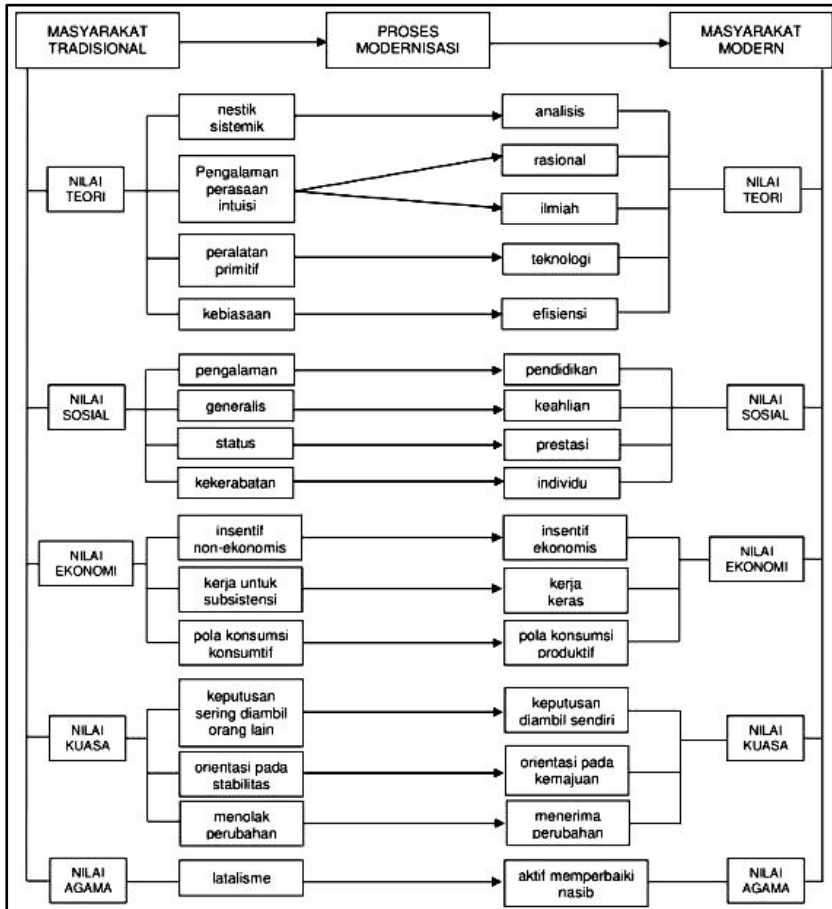 MASYARAKAT
TRADISIONAL
PROSES
MODERNISASI
MASYARAKAT
MODERN
NILAI
TEORI
nestik
sistemik
analisis
Pengalaman
perasaan
intuisi
rasional
ilmiah
peralatan
primitif
teknologi
kebiasaan
efisiensi
NILAI
TEORI
NILAI
SOSIAL
pengalaman
pendidikan
generalis
keahlian
status
prestasi
kekerabatan
individu
NILAI
SOSIAL
NILAI
EKONOMI
insentif
non-ekonomis
insentif
ekonomis
kerja untuk
subsistensi
kerja
keras
pola konsumsi
konsumtif
pola konsumsi
produktif
NILAI
EKONOMI
NILAI
KUASA
keputusan
sering diambil
orang lain
keputusan
diambil sendiri
orientasi pada
stabilitas
orientasi pada
kemajuan
menolak
perubahan
menerima
perubahan
NILAI
KUASA
NILAI
AGAMA
latalisme
aktif memperbaiki
nasib
NILAI
AGAMA